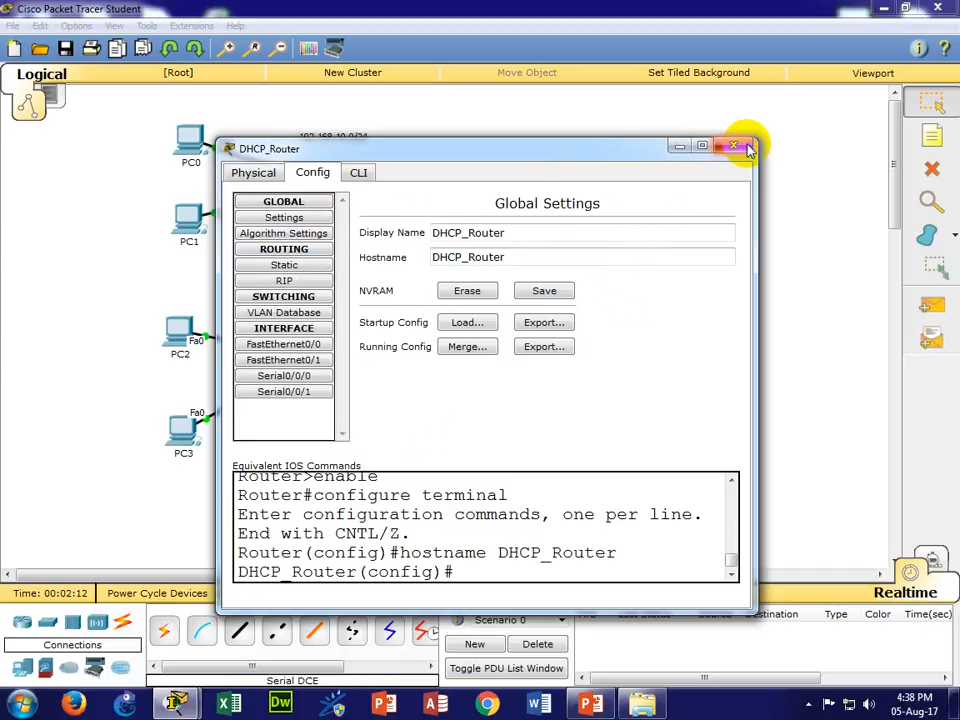 Cisco Packet Tracer Student
File Edit Options View Tools Extensions Help
Logical [Root] New Cluster Move Object Set Tiled Background Viewport
PC0
PC1
Fa0
PC2
Fa0
PC3
DHCP_Router
Physical Config CLI
GLOBAL
Settings
Algorithm Settings
ROUTING
Static
RIP
SWITCHING
VLAN Database
INTERFACE
FastEthernet0/0
FastEthernet0/1
Serial0/0/0
Serial0/0/1
Global Settings
Display Name DHCP_Router
Hostname DHCP_Router
NVRAM Erase Save
Startup Config Load... Export...
Running Config Merge... Export...
Equivalent IOS Commands
Router>enable
Router#configure terminal
Enter configuration commands, one per line.
End with CNTL/Z.
Router(config)#hostname DHCP_Router
DHCP_Router(config)#
Time: 00:02:12 Power Cycle Devices Realtime
Scenario 0
New Delete
Toggle PDU List Window
Destination Type Color Time(sec)
Connections
Serial DCE
4:38 PM
05-Aug-17